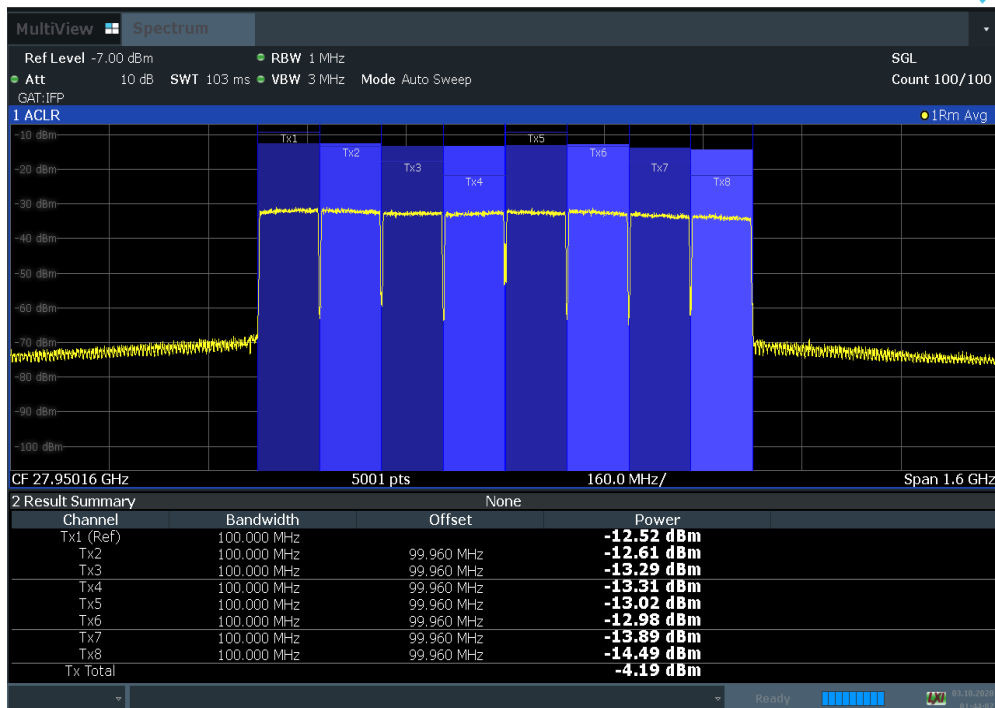 MultiView Spectrum
Ref Level -7.00 dBm RBW 1 MHz SGL
Att 10 dB SWT 103 ms VBW 3 MHz Mode Auto Sweep Count 100/100
GAT:IFP
1 ACLR 1Rm Avg
-10 dBm
Tx1 Tx5
Tx2 Tx6
-20 dBm Tx3 Tx7
Tx4 Tx8
-30 dBm
-40 dBm
-50 dBm
-60 dBm
-70 dBm
-80 dBm
-90 dBm
-100 dBm
CF 27.95016 GHz 5001 pts 160.0 MHz/ Span 1.6 GHz
2 Result Summary None
Channel Bandwidth Offset Power
Tx1 (Ref) 100.000 MHz -12.52 dBm
Tx2 100.000 MHz 99.960 MHz -12.61 dBm
Tx3 100.000 MHz 99.960 MHz -13.29 dBm
Tx4 100.000 MHz 99.960 MHz -13.31 dBm
Tx5 100.000 MHz 99.960 MHz -13.02 dBm
Tx6 100.000 MHz 99.960 MHz -12.98 dBm
Tx7 100.000 MHz 99.960 MHz -13.89 dBm
Tx8 100.000 MHz 99.960 MHz -14.49 dBm
Tx Total -4.19 dBm
Ready LXI 03.10.2020